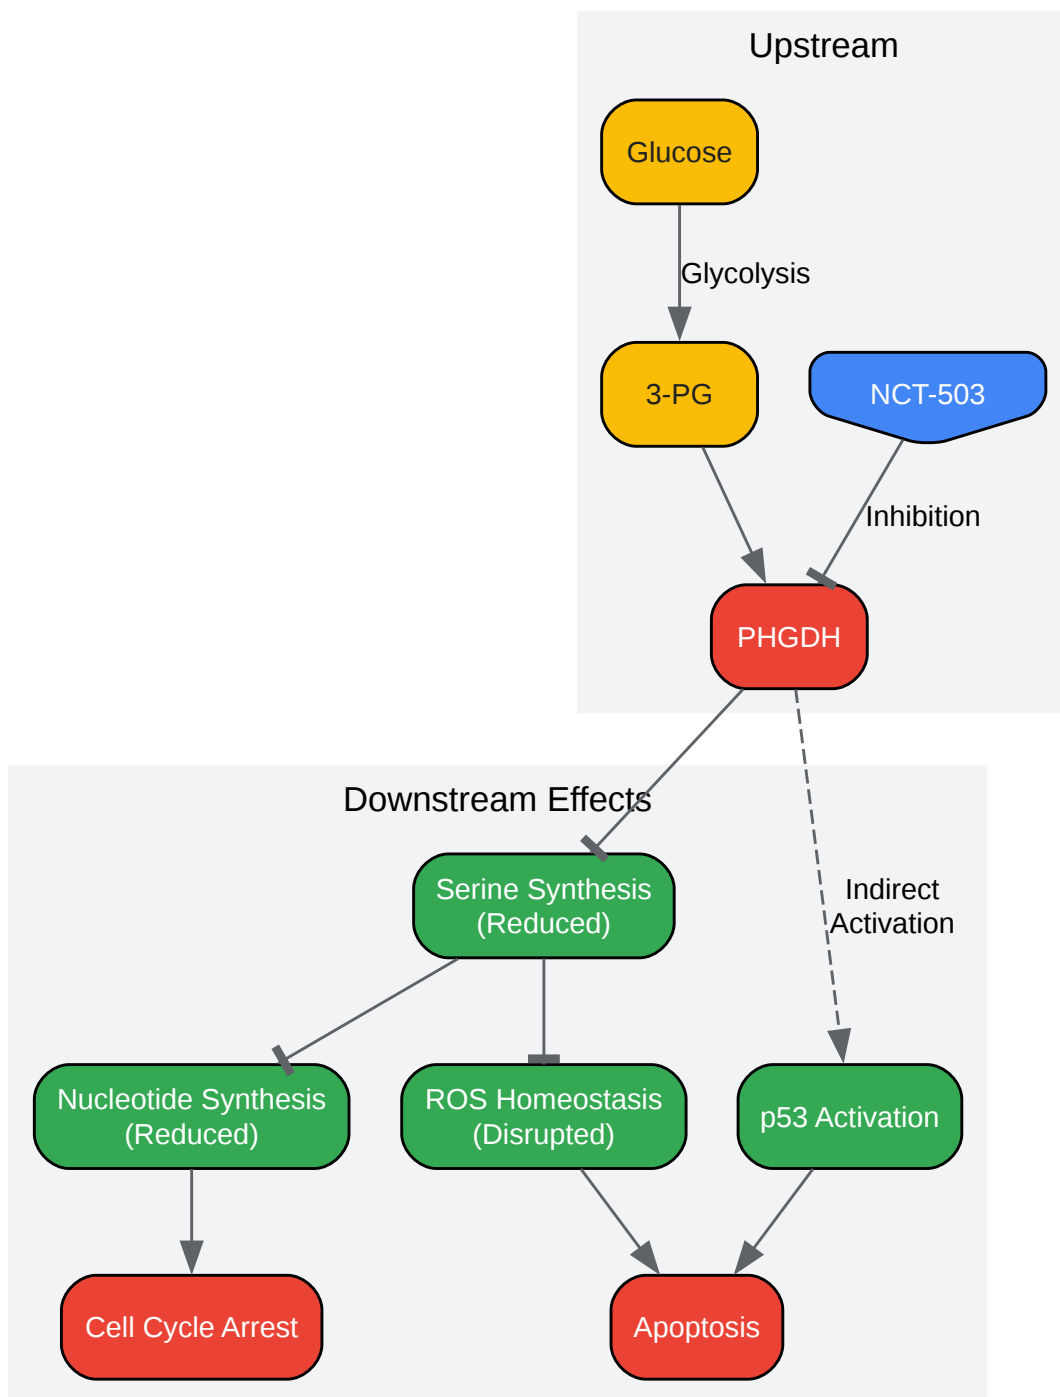 Upstream
Glucose
Glycolysis
3-PG
NCT-503
Inhibition
PHGDH
Downstream Effects
Serine Synthesis
(Reduced)
Indirect
Activation
Nucleotide Synthesis
(Reduced)
ROS Homeostasis
(Disrupted)
p53 Activation
Cell Cycle Arrest
Apoptosis